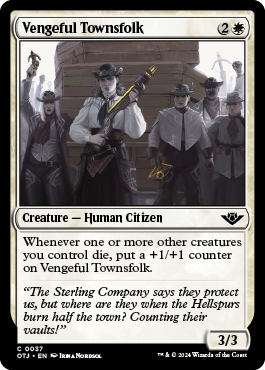 Vengeful Townsfolk 2
Creature — Human Citizen
Whenever one or more other creatures
you control die, put a +1/+1 counter
on Vengeful Townsfolk.
“The Sterling Company says they protect
us, but where are they when the Hellspurs
burn half the town? Counting their
vaults!”
3/3
C 0037
OTJ • EN Irina Nordsol
™ & © 2024 Wizards of the Coast